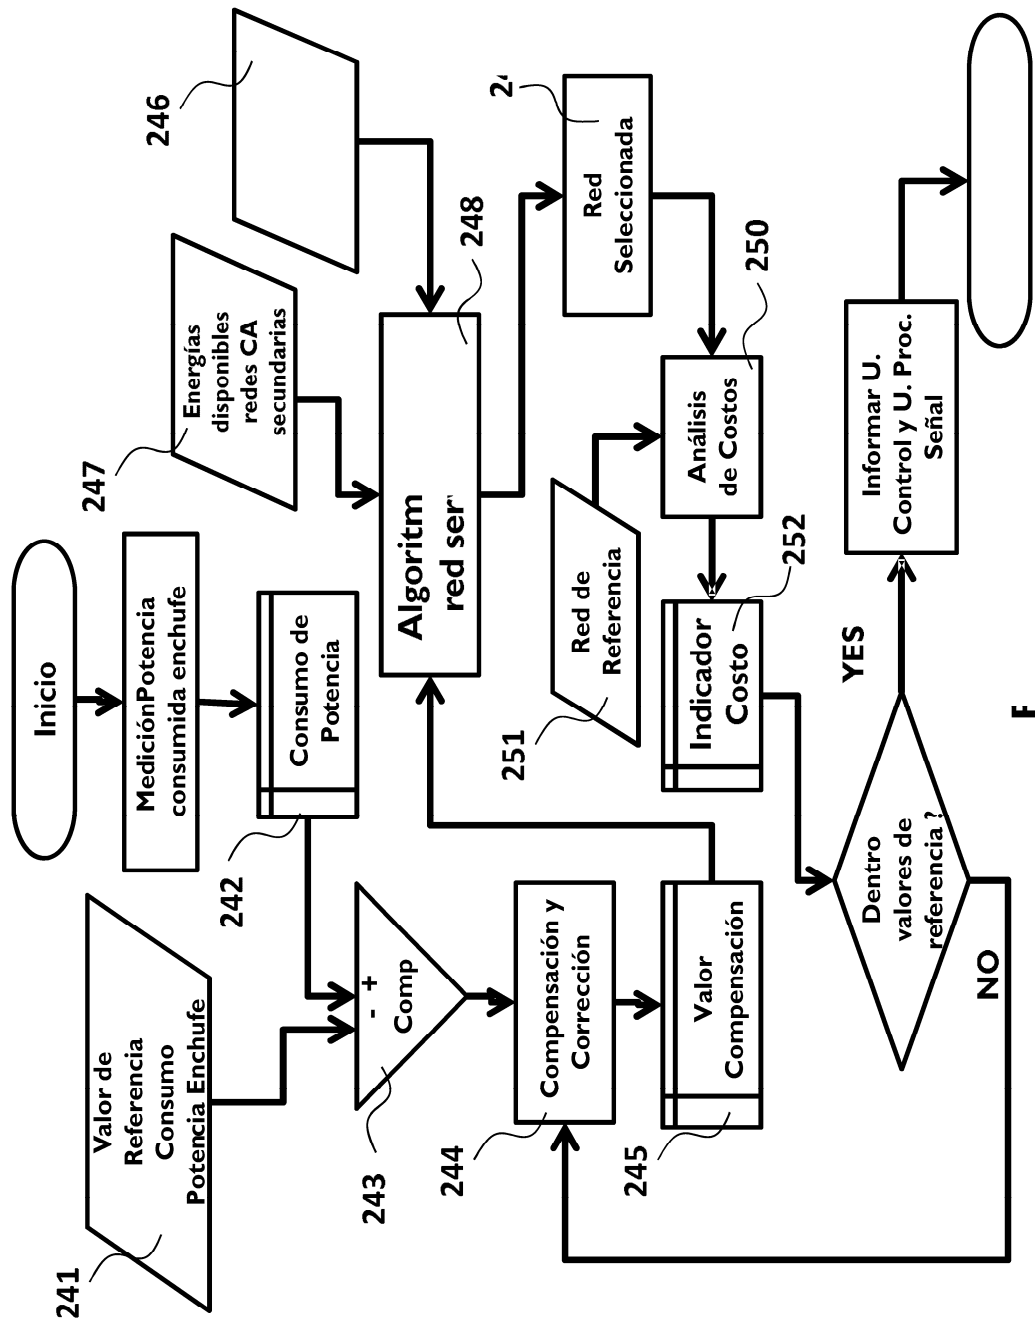 Inicio
MediciónPotencia
consumida enchufe
Consumo de
Potencia
242
241
Valor de
Referencia
Consumo
Potencia Enchufe
- +
Comp
243
Compensación y
Corrección
244
Valor
Compensación
245
246
247
Energías
disponibles
redes CA
secundarias
248
Red
Seleccionada
250
Análisis
de Costos
251
Red de
Referencia
252
Indicador
Costo
Dentro
valores de
referencia ?
YES
NO
Informar U.
Control y U. Proc.
Señal